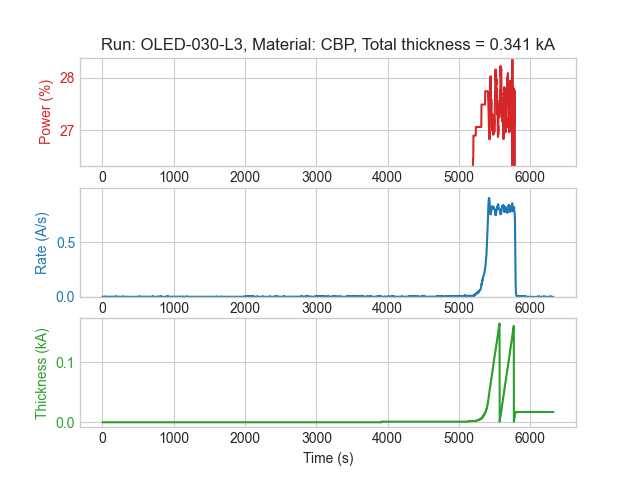 Run: OLED-030-L3, Material: CBP, Total thickness = 0.341 kA
Power (%)
28
27
0 1000 2000 3000 4000 5000 6000
Rate (A/s)
0.5
0.0
0 1000 2000 3000 4000 5000 6000
Thickness (kA)
0.1
0.0
0 1000 2000 3000 4000 5000 6000
Time (s)